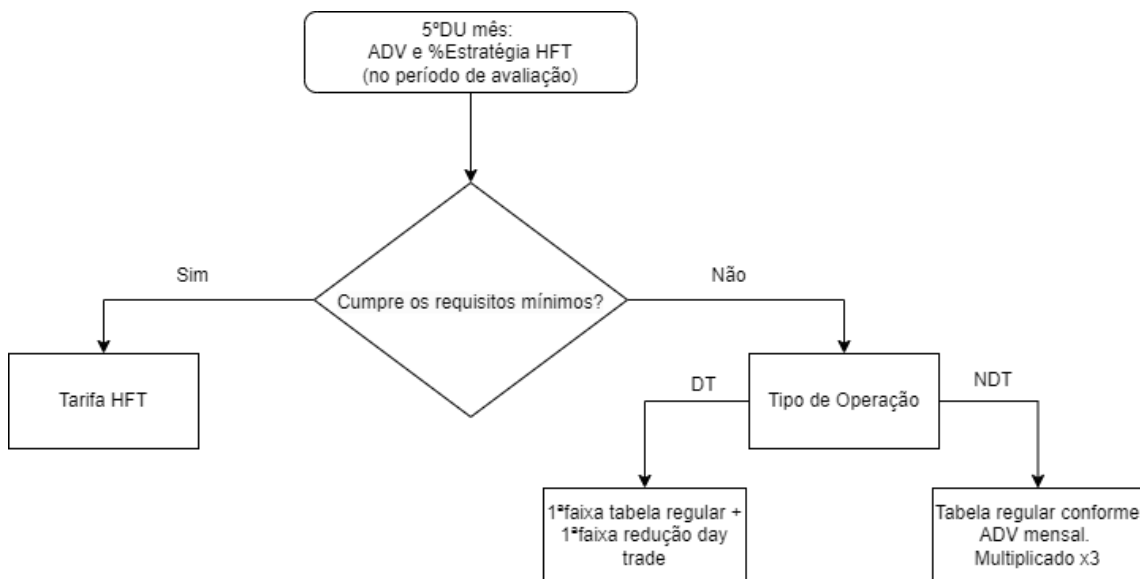 5ºDU mês:
ADV e %Estratégia HFT
(no período de avaliação)
Sim
Não
Cumpre os requisitos mínimos?
Tarifa HFT
DT
Tipo de Operação
NDT
1ªfaixa tabela regular +
1ªfaixa redução day
trade
Tabela regular conforme
ADV mensal.
Multiplicado x3